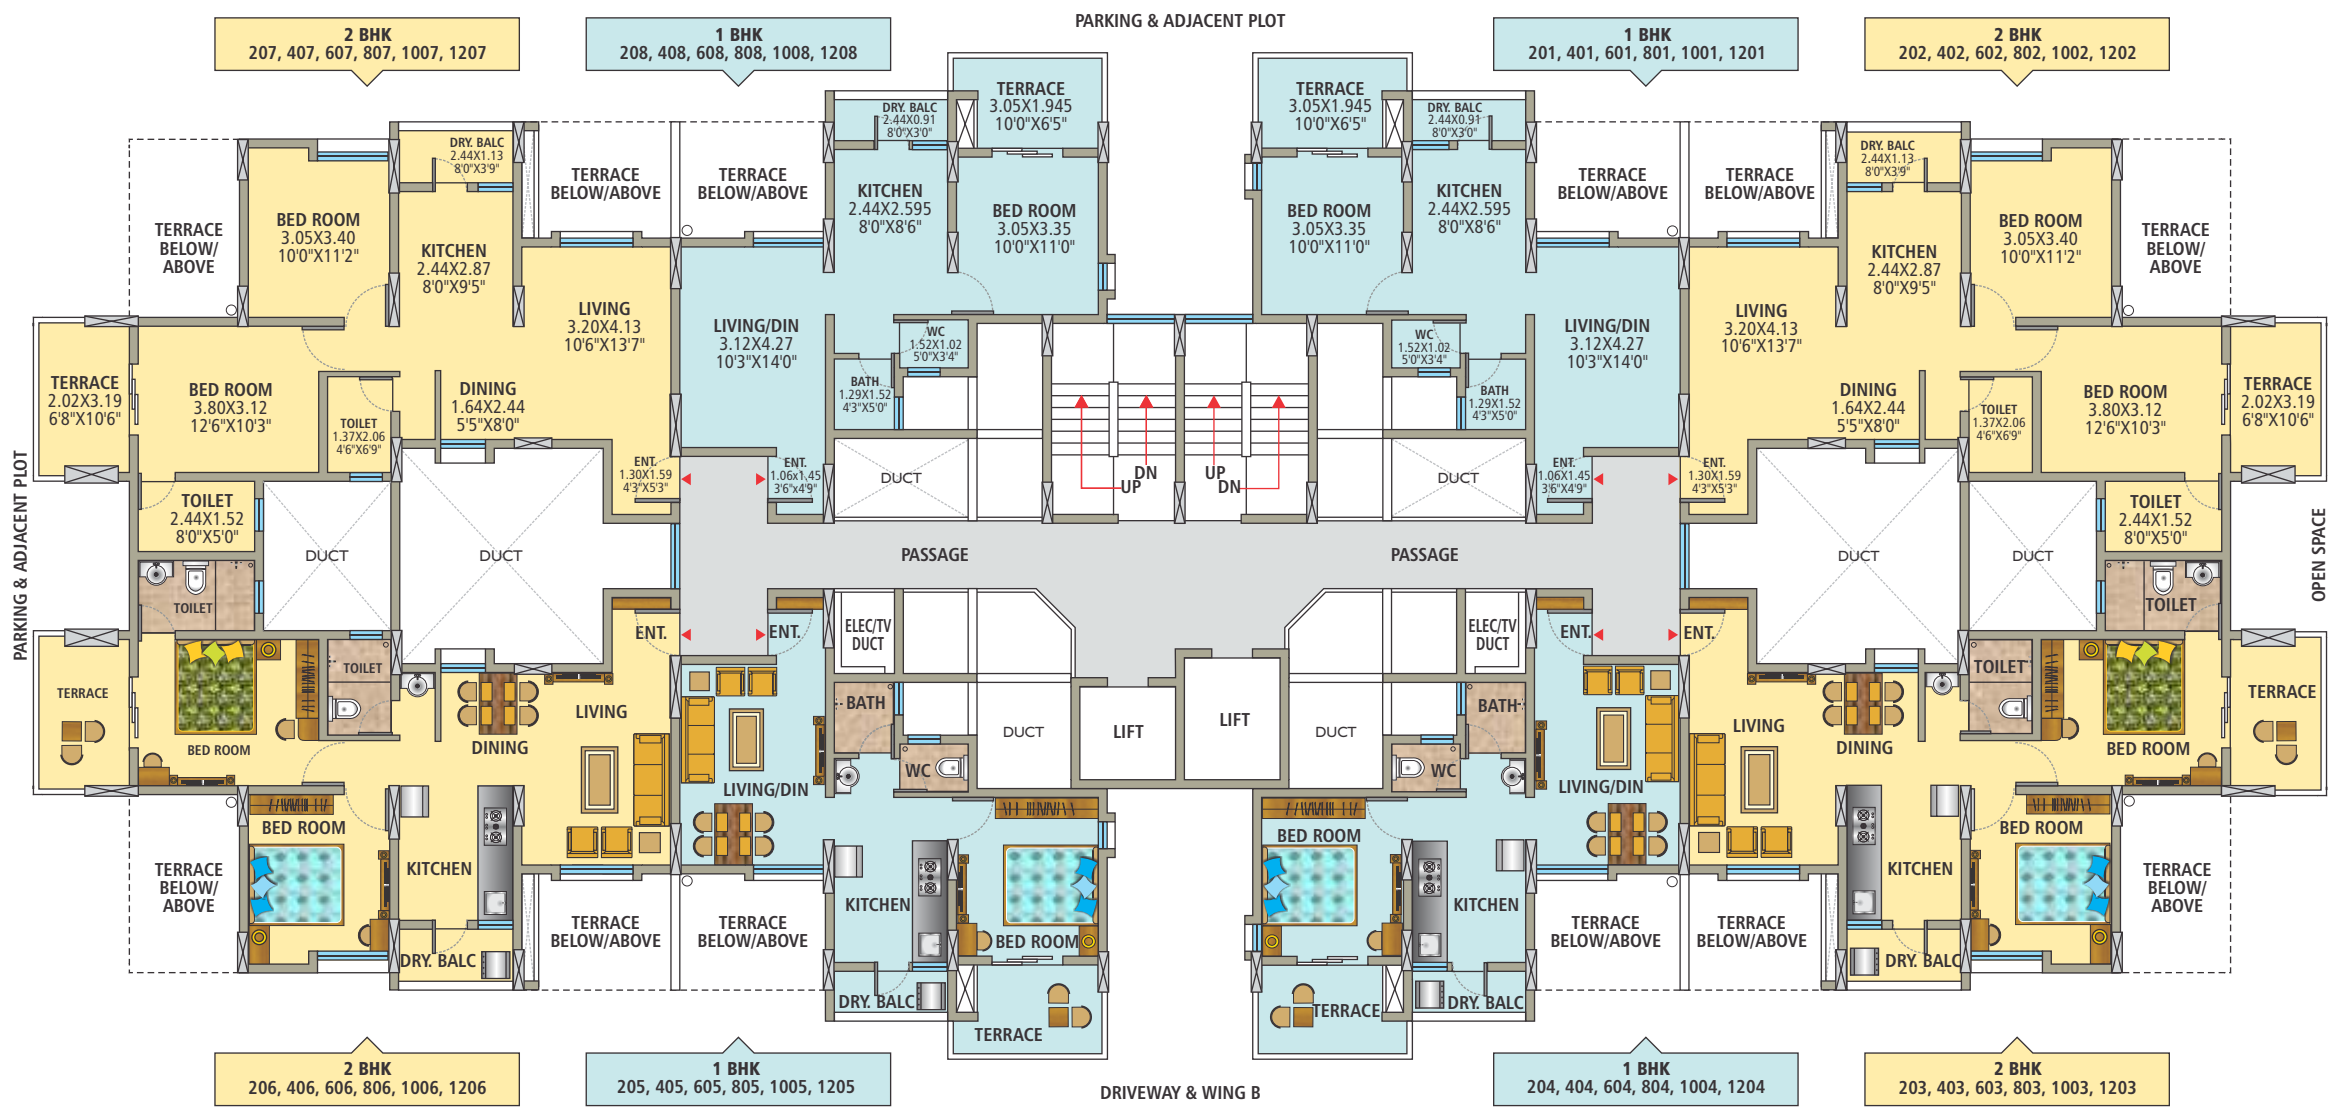 PARKING & ADJACENT PLOT
2 BHK
207, 407, 607, 807, 1007, 1207
1 BHK
208, 408, 608, 808, 1008, 1208
1 BHK
201, 401, 601, 801, 1001, 1201
2 BHK
202, 402, 602, 802, 1002, 1202
TERRACE
BELOW/
ABOVE
BED ROOM
3.05X3.40
10'0"X11'2"
DRY. BALC
2.44X1.13
8'0"X3'9"
KITCHEN
2.44X2.87
8'0"X9'5"
TERRACE
BELOW/ABOVE
TERRACE
BELOW/ABOVE
LIVING
3.20X4.13
10'6"X13'7"
TERRACE
2.02X3.19
6'8"X10'6"
BED ROOM
3.80X3.12
12'6"X10'3"
TOILET
1.37X2.06
4'6"X6'9"
DINING
1.64X2.44
5'5"X8'0"
ENT.
1.30X1.59
4'3"X5'3"
TOILET
2.44X1.52
8'0"X5'0"
DUCT
DUCT
DRY. BALC
2.44X0.91
8'0"X3'0"
TERRACE
3.05X1.945
10'0"X6'5"
KITCHEN
2.44X2.595
8'0"X8'6"
BED ROOM
3.05X3.35
10'0"X11'0"
LIVING/DIN
3.12X4.27
10'3"X14'0"
WC
1.52X1.02
5'0"X3'4"
BATH
1.29X1.52
4'3"X5'0"
ENT.
1.06x1.45
3'6"x4'9"
DUCT
DN
UP
UP
DN
TERRACE
3.05X1.945
10'0"X6'5"
DRY. BALC
2.44X0.91
8'0"X3'0"
BED ROOM
3.05X3.35
10'0"X11'0"
KITCHEN
2.44X2.595
8'0"X8'6"
WC
1.52X1.02
5'0"X3'4"
BATH
1.29X1.52
4'3"X5'0"
LIVING/DIN
3.12X4.27
10'3"X14'0"
DUCT
ENT.
1.06X1.45
3'6"X4'9"
TERRACE
BELOW/ABOVE
TERRACE
BELOW/ABOVE
DRY. BALC
2.44X1.13
8'0"X3'9"
BED ROOM
3.05X3.40
10'0"X11'2"
TERRACE
BELOW/
ABOVE
KITCHEN
2.44X2.87
8'0"X9'5"
LIVING
3.20X4.13
10'6"X13'7"
DINING
1.64X2.44
5'5"X8'0"
TOILET
1.37X2.06
4'6"X6'9"
BED ROOM
3.80X3.12
12'6"X10'3"
TERRACE
2.02X3.19
6'8"X10'6"
ENT.
1.30X1.59
4'3"X5'3"
TOILET
2.44X1.52
8'0"X5'0"
DUCT
DUCT
PARKING & ADJACENT PLOT
PASSAGE
PASSAGE
OPEN SPACE
TOILET
TOILET
TERRACE
BED ROOM
DINING
LIVING
ENT.
BED ROOM
KITCHEN
DRY. BALC
TERRACE
BELOW/
ABOVE
TERRACE
BELOW/ABOVE
TERRACE
BELOW/ABOVE
ENT.
ELEC/TV
DUCT
BATH
WC
LIVING/DIN
DUCT
LIFT
LIFT
KITCHEN
BED ROOM
DRY. BALC
TERRACE
DUCT
ELEC/TV
DUCT
BATH
WC
ENT.
LIVING/DIN
BED ROOM
KITCHEN
TERRACE
DRY. BALC
TERRACE
BELOW/ABOVE
TERRACE
BELOW/ABOVE
ENT.
LIVING
DINING
TOILET
TOILET
BED ROOM
TERRACE
BED ROOM
KITCHEN
DRY. BALC
TERRACE
BELOW/
ABOVE
2 BHK
206, 406, 606, 806, 1006, 1206
1 BHK
205, 405, 605, 805, 1005, 1205
DRIVEWAY & WING B
1 BHK
204, 404, 604, 804, 1004, 1204
2 BHK
203, 403, 603, 803, 1003, 1203